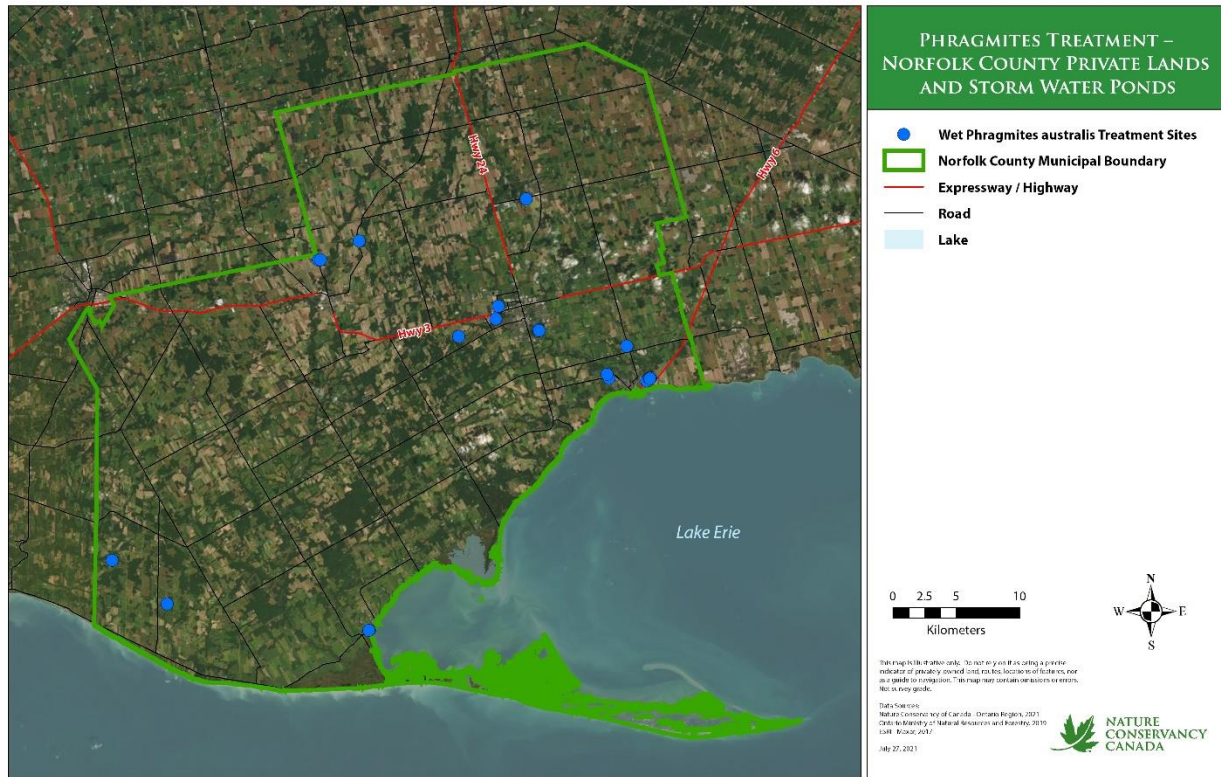 Hwy 24
Hwy 6
Hwy 3
Lake Erie
PHRAGMITES TREATMENT –
NORFOLK COUNTY PRIVATE LANDS
AND STORM WATER PONDS
Wet Phragmites australis Treatment Sites
Norfolk County Municipal Boundary
Expressway / Highway
Road
Lake
0 2.5 5 10
Kilometers
N
W E
S
This map is illustrative only. Do not rely on it as being a precise
indicator of privately owned land, routes, locations of features, nor
as a guide to navigation. This map may contain omissions or errors.
Not survey grade.
Data Sources:
Nature Conservancy of Canada - Ontario Region, 2021
Ontario Ministry of Natural Resources and Forestry, 2019
ESRI - Maxar, 2017
July 27, 2021
NATURE
CONSERVANCY
CANADA